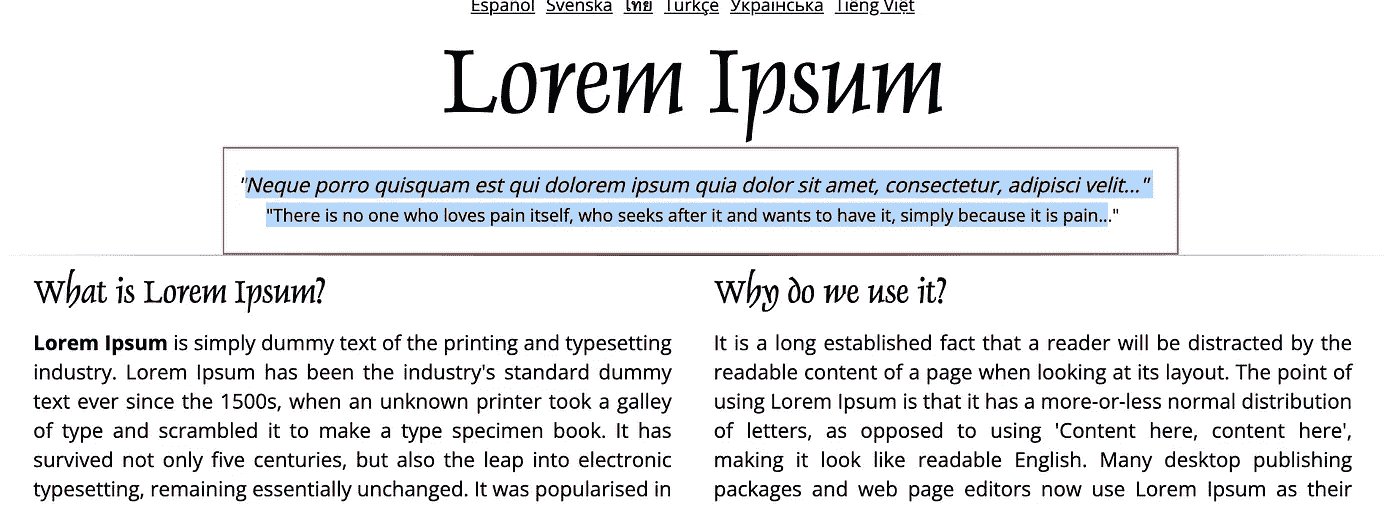 Español Svenska ไทย Türkçe Українська Tiếng Việt
Lorem Ipsum
"Neque porro quisquam est qui dolorem ipsum quia dolor sit amet, consectetur, adipisci velit..."
"There is no one who loves pain itself, who seeks after it and wants to have it, simply because it is pain..."
What is Lorem Ipsum?
Lorem Ipsum is simply dummy text of the printing and typesetting
industry. Lorem Ipsum has been the industry's standard dummy
text ever since the 1500s, when an unknown printer took a galley
of type and scrambled it to make a type specimen book. It has
survived not only five centuries, but also the leap into electronic
typesetting, remaining essentially unchanged. It was popularised in
Why do we use it?
It is a long established fact that a reader will be distracted by the
readable content of a page when looking at its layout. The point of
using Lorem Ipsum is that it has a more-or-less normal distribution
of letters, as opposed to using 'Content here, content here',
making it look like readable English. Many desktop publishing
packages and web page editors now use Lorem Ipsum as their